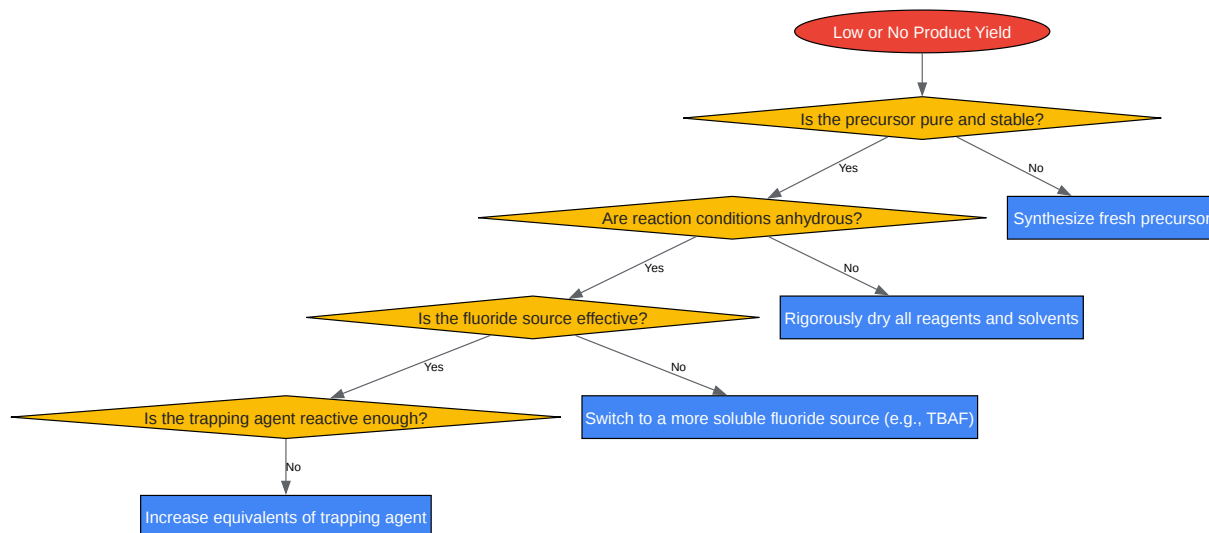 Low or No Product Yield
Is the precursor pure and stable?
Yes
No
Are reaction conditions anhydrous?
Synthesize fresh precursor
Yes
No
Is the fluoride source effective?
Rigorously dry all reagents and solvents
Yes
No
Is the trapping agent reactive enough?
Switch to a more soluble fluoride source (e.g., TBAF)
No
Increase equivalents of trapping agent